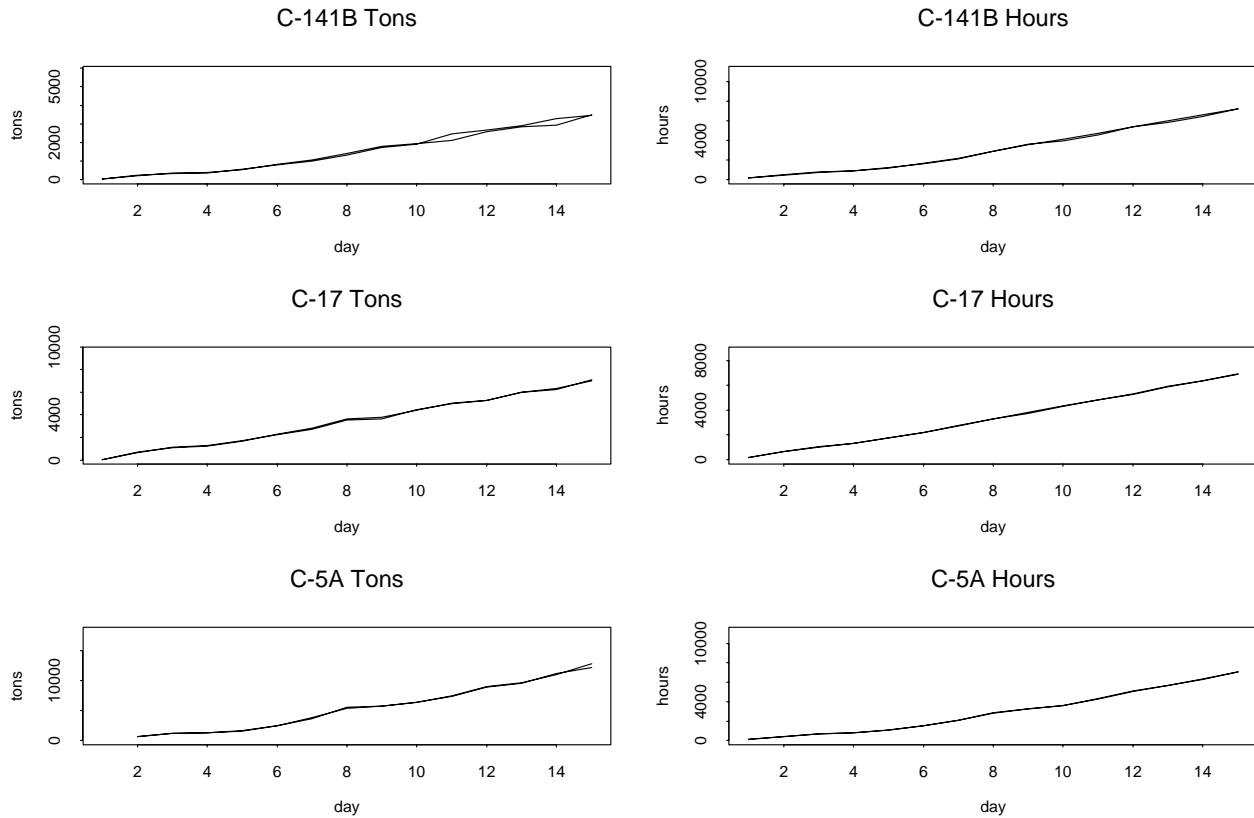 C-141B Tons
tons
0
2000
5000
2 4 6 8 10 12 14
day
C-141B Hours
hours
0
4000
10000
2 4 6 8 10 12 14
day
C-17 Tons
tons
0
4000
10000
2 4 6 8 10 12 14
day
C-17 Hours
hours
0
4000
8000
2 4 6 8 10 12 14
day
C-5A Tons
tons
0
10000
2 4 6 8 10 12 14
day
C-5A Hours
hours
0
4000
10000
2 4 6 8 10 12 14
day